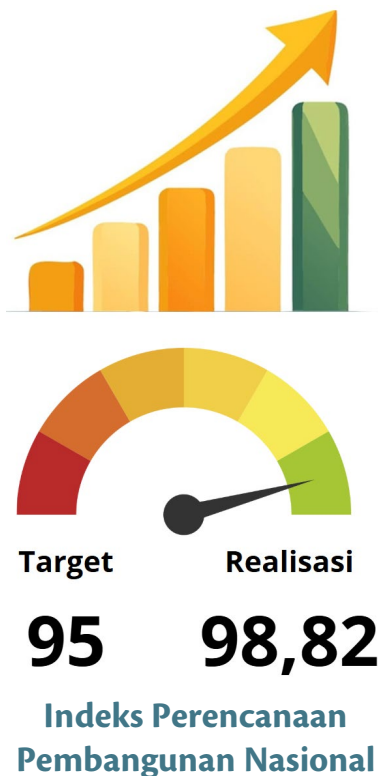 Target Realisasi
95 98,82
Indeks Perencanaan
Pembangunan Nasional